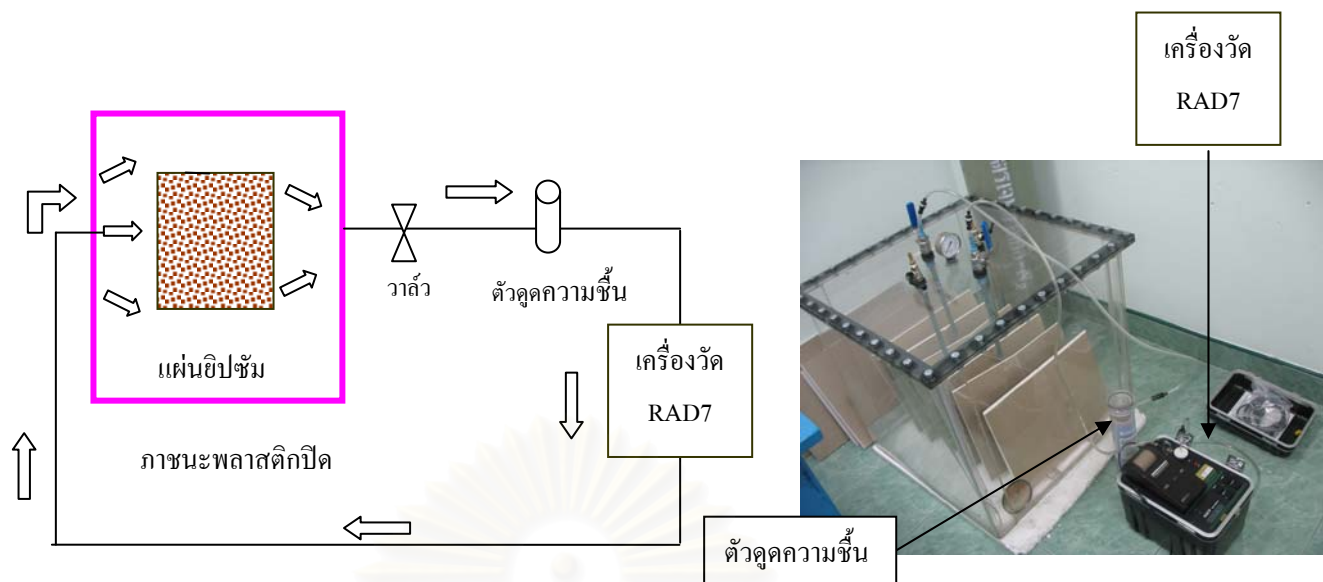 เครื่องวัด
RAD7
วาล์ว
ตัวดูดความชื้น
แผ่นยิปซัม
เครื่องวัด
RAD7
ภาชนะพลาสติกปิด
ตัวดูดความชื้น